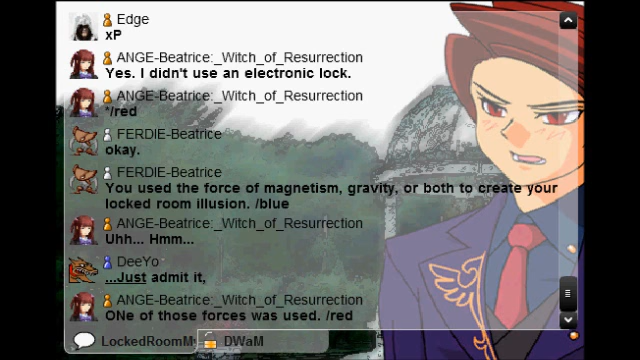 Edge
xP
ANGE-Beatrice:_Witch_of_Resurrection
Yes. I didn't use an electronic lock.
ANGE-Beatrice:_Witch_of_Resurrection
*/red
FERDIE-Beatrice
okay.
FERDIE-Beatrice
You used the force of magnetism, gravity, or both to create your
locked room illusion. /blue
ANGE-Beatrice:_Witch_of_Resurrection
Uhh... Hmm...
DeeYo
...Just admit it,
ANGE-Beatrice:_Witch_of_Resurrection
ONe of those forces was used. /red
LockedRoomM DWaM